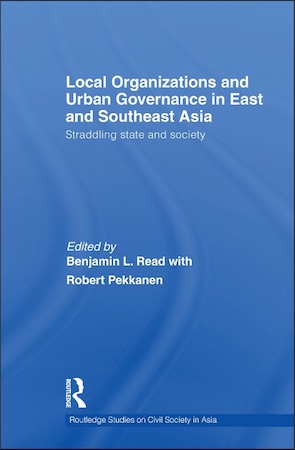 Local Organizations and
Urban Governance in East
and Southeast Asia
Straddling state and society
Edited by
Benjamin L. Read with
Robert Pekkanen
ROUTLEDGE
Routledge Studies on Civil Society in Asia